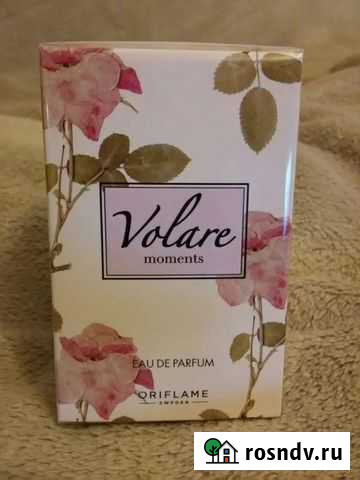 Volare
moments
EAU DE PARFUM
ORIFLAME
SWEDEN
rosndv.ru